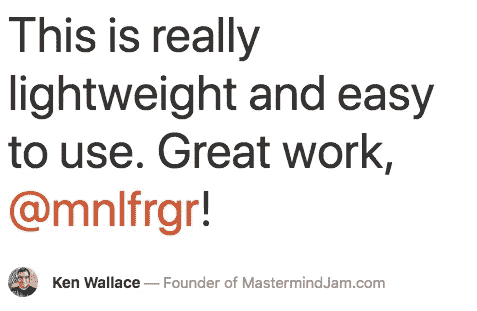 This is really
lightweight and easy
to use. Great work,
@mnlfrgr!
Ken Wallace — Founder of MastermindJam.com